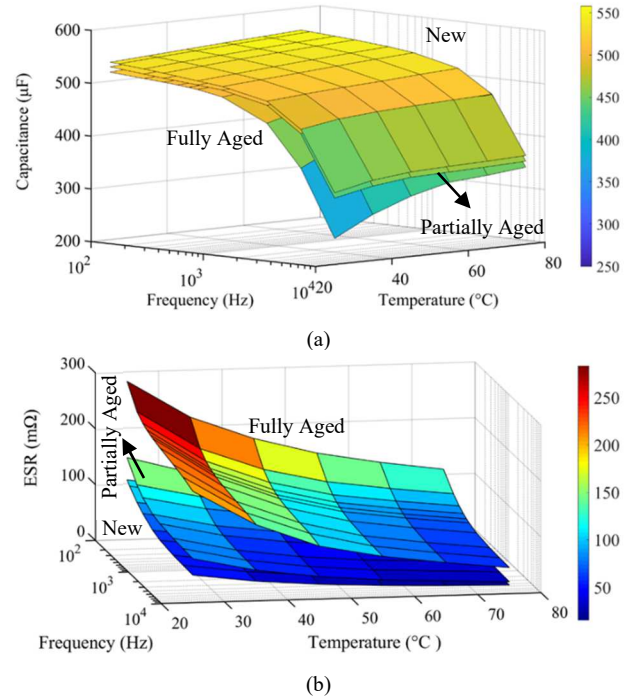 600
500
400
300
200
Capacitance (µF)
New
Fully Aged
Partially Aged
10²
10³
10⁴
Frequency (Hz)
20
40
60
80
Temperature (°C)
550
500
450
400
350
300
250
(a)
300
200
100
0
ESR (mΩ)
Partially Aged
Fully Aged
New
10²
10³
10⁴
Frequency (Hz)
20
30
40
50
60
70
80
Temperature (°C )
250
200
150
100
50
(b)